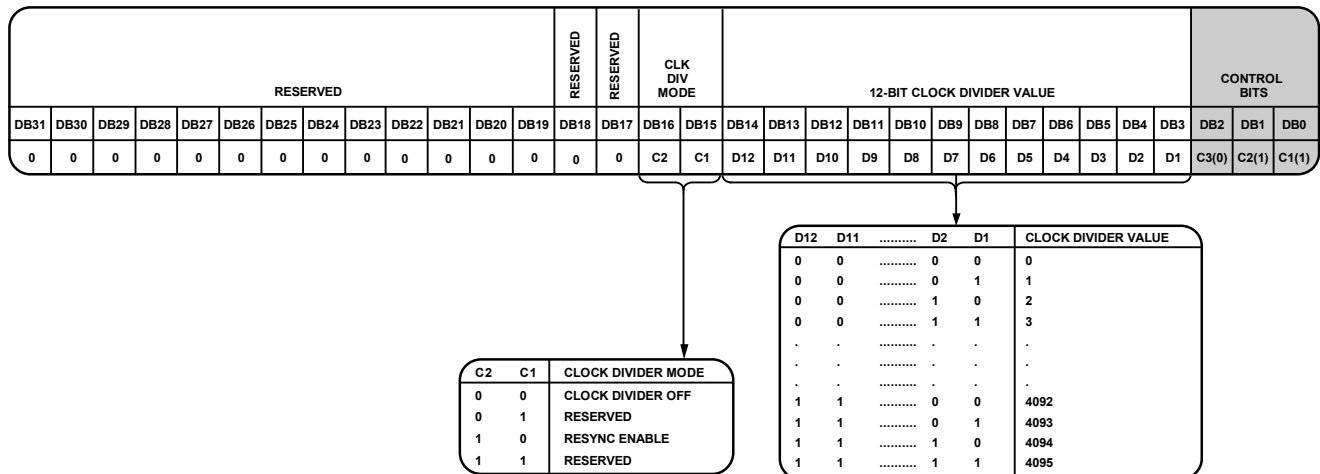 RESERVED
RESERVED
RESERVED
CLK
DIV
MODE
12-BIT CLOCK DIVIDER VALUE
CONTROL
BITS
DB31 DB30 DB29 DB28 DB27 DB26 DB25 DB24 DB23 DB22 DB21 DB20 DB19 DB18 DB17 DB16 DB15 DB14 DB13 DB12 DB11 DB10 DB9 DB8 DB7 DB6 DB5 DB4 DB3 DB2 DB1 DB0
0 0 0 0 0 0 0 0 0 0 0 0 0 0 0 C2 C1 D12 D11 D10 D9 D8 D7 D6 D5 D4 D3 D2 D1 C3(0) C2(1) C1(1)
D12 D11 .......... D2 D1 CLOCK DIVIDER VALUE
0 0 .......... 0 0 0
0 0 .......... 0 1 1
0 0 .......... 1 0 2
0 0 .......... 1 1 3
. . .......... . . .
. . .......... . . .
. . .......... . . .
1 1 .......... 0 0 4092
1 1 .......... 0 1 4093
1 1 .......... 1 0 4094
1 1 .......... 1 1 4095
C2 C1 CLOCK DIVIDER MODE
0 0 CLOCK DIVIDER OFF
0 1 RESERVED
1 0 RESYNC ENABLE
1 1 RESERVED